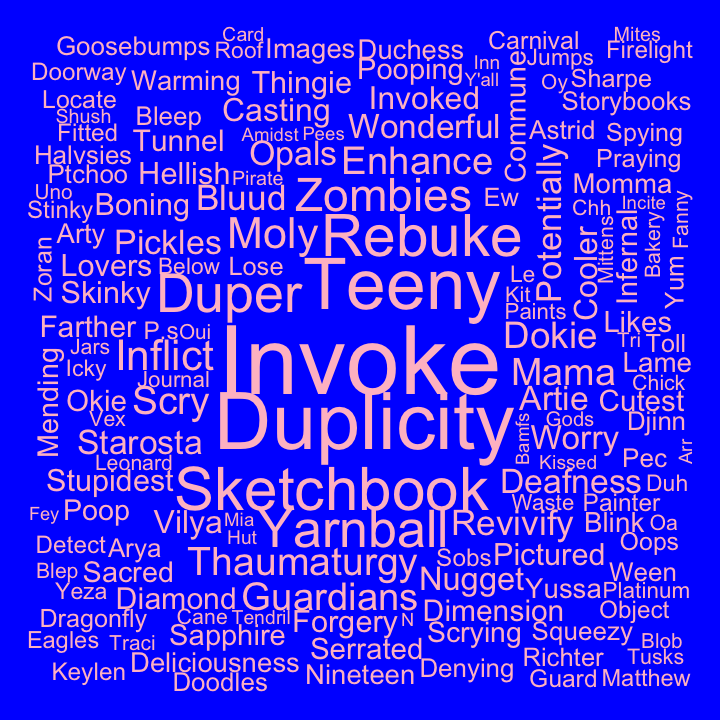 Card
Mites
Goosebumps
Roof
Images
Duchess
Carnival
Firelight
Doorway
Warming
Thingie
Pooping
Inn
Jumps
Y'all
Oy
Sharpe
Locate
Shush
Bleep
Casting
Invoked
Commune
Storybooks
Fitted
Tunnel
Amidst
Pees
Wonderful
Astrid
Spying
Halvsies
Opals
Enhance
Praying
Ptchoo
Hellish
Pirate
Potentially
Momma
Uno
Stinky
Boning
Bluud
Zombies
Ew
Chh
Incite
Arty
Pickles
Moly
Rebuke
Mittens
Infernal
Bakery
Fanny
Zoran
Lovers
Below
Lose
Teeny
Le
Cooler
Yum
Skinky
Duper
Kit
Paints
Farther
P.s
Oui
Dokie
Likes
Jars
Inflict
Invoke
Tri
Toll
Icky
Journal
Mama
Lame
Mending
Okie
Scry
Artie
Cutest
Chick
Vex
Duplicity
Gods
Djinn
Starosta
Bamfs
Worry
Arr
Leonard
Kissed
Pec
Stupidest
Sketchbook
Deafness
Duh
Fey
Poop
Vilya
Mia
Yarnball
Revivify
Waste
Painter
Blink
Oa
Hut
Detect
Arya
Thaumaturgy
Sobs
Pictured
Oops
Blep
Sacred
Nugget
Ween
Yeza
Diamond
Guardians
Yussa
Platinum
Dragonfly
Cane
Tendril
Forgery
N
Dimension
Object
Eagles
Traci
Sapphire
Serrated
Scrying
Squeezy
Blob
Keylen
Deliciousness
Doodles
Nineteen
Denying
Richter
Tusks
Guard
Matthew